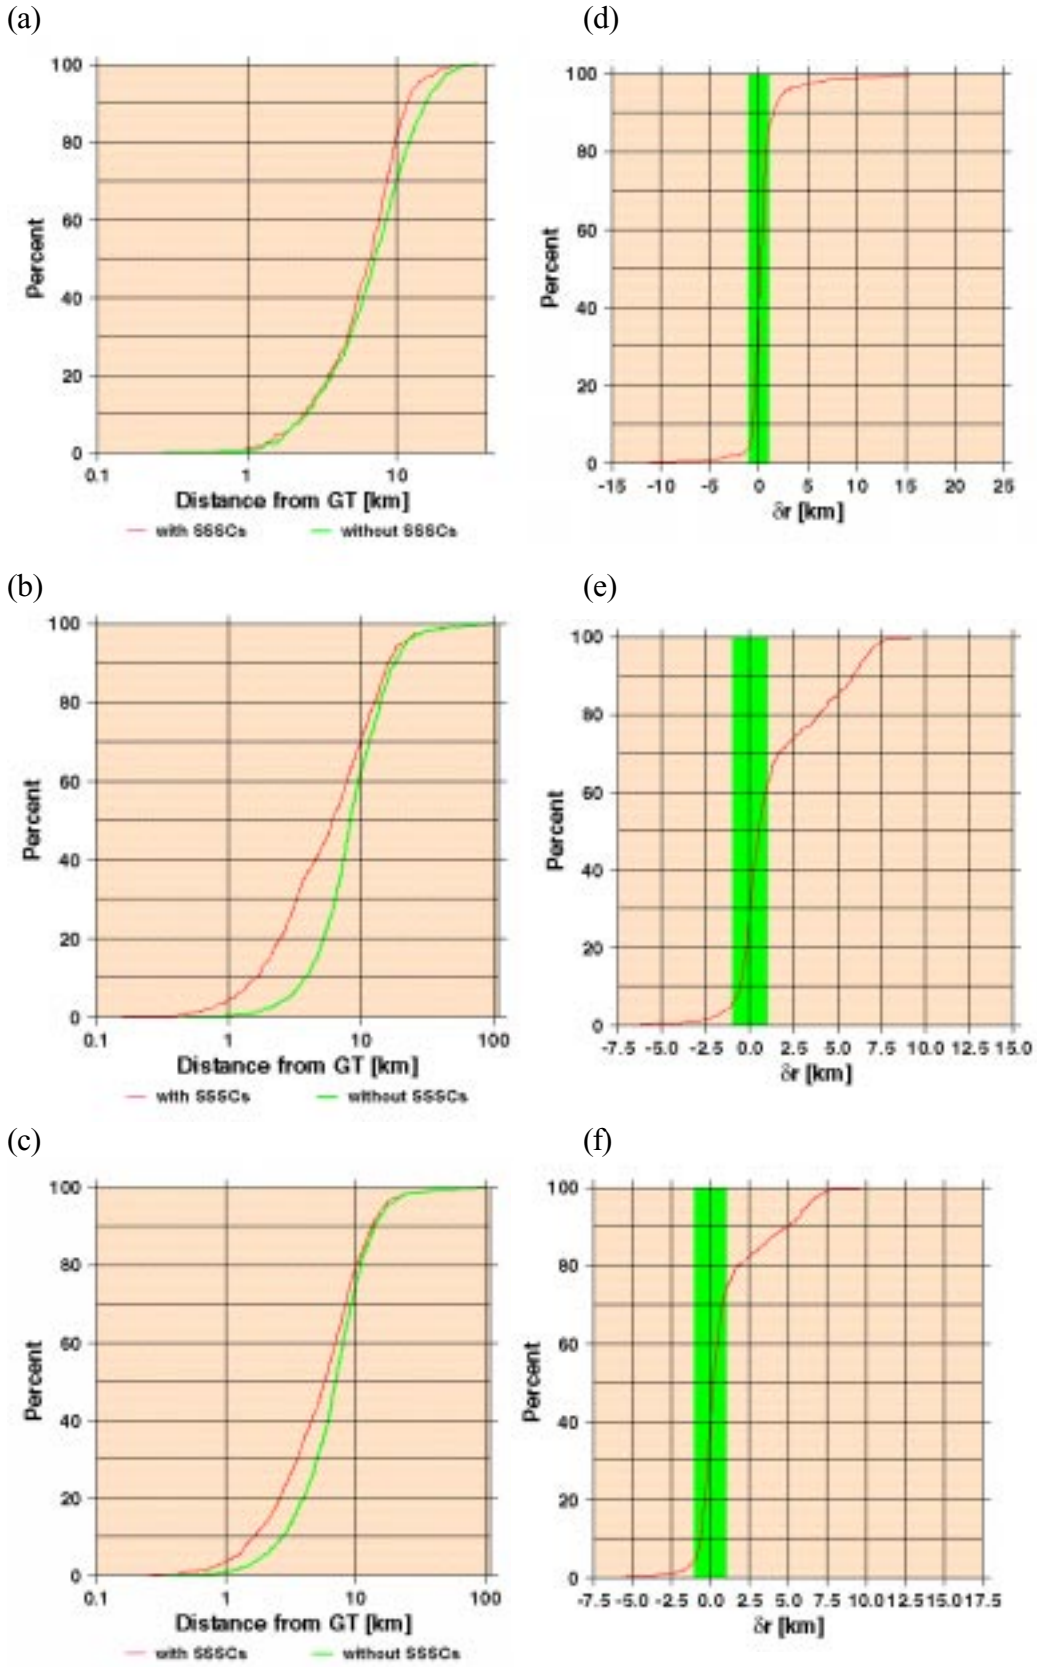 (a)
100
80
60
40
20
0
Percent
0.1 1 10
Distance from GT [km]
with SSSCs without SSSCs
(d)
100
80
60
40
20
0
Percent
-15 -10 -5 0 5 10 15 20 25
δr [km]
(b)
100
80
60
40
20
0
Percent
0.1 1 10 100
Distance from GT [km]
with SSSCs without SSSCs
(e)
100
80
60
40
20
0
Percent
-7.5 -5.0 -2.5 0.0 2.5 5.0 7.5 10.0 12.5 15.0
δr [km]
(c)
100
80
60
40
20
0
Percent
0.1 1 10 100
Distance from GT [km]
with SSSCs without SSSCs
(f)
100
80
60
40
20
0
Percent
-7.5 -5.0 -2.5 0.0 2.5 5.0 7.5 10.0 12.5 15.0 17.5
δr [km]